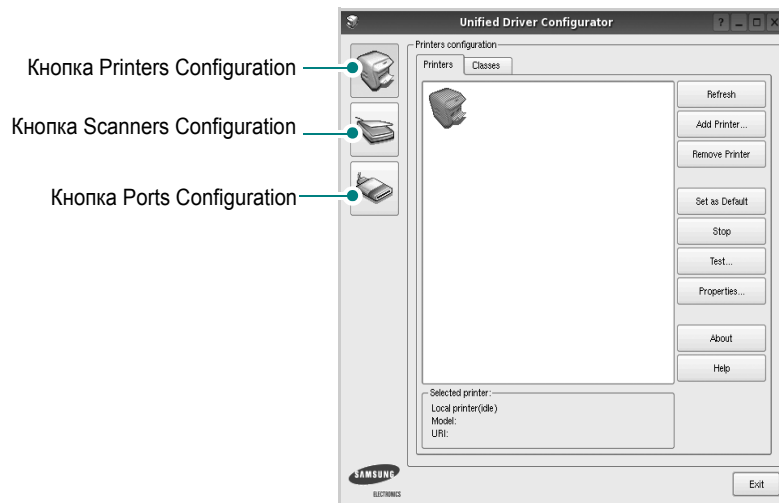 Unified Driver Configurator
Кнопка Printers Configuration
Кнопка Scanners Configuration
Кнопка Ports Configuration
Printers configuration
Printers
Classes
Refresh
Add Printer...
Remove Printer
Set as Default
Stop
Test...
Properties...
About
Help
Selected printer:
Local printer(idle)
Model:
URI:
SAMSUNG
ELECTRONICS
Exit